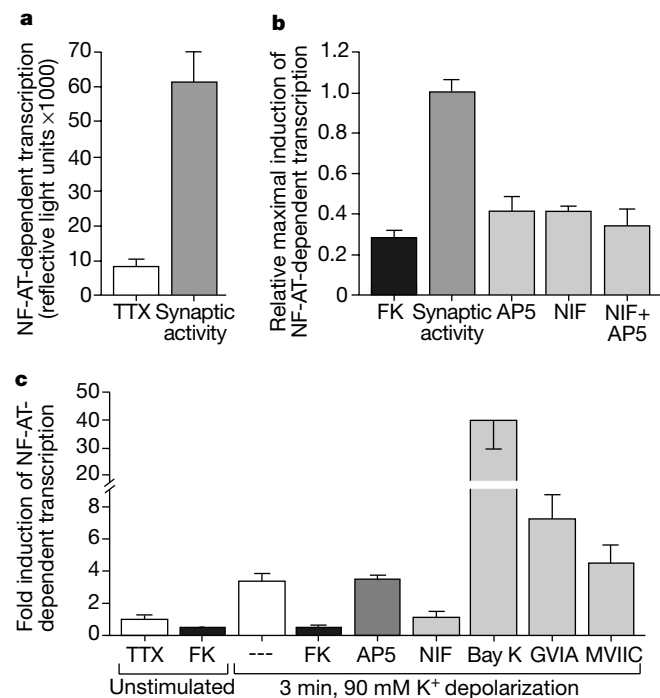 a
NF-AT-dependent transcription
(reflective light units ×1000)
70
60
50
40
30
20
10
0
TTX Synaptic
activity
b
Relative maximal induction of
NF-AT-dependent transcription
1.2
1.0
0.8
0.6
0.4
0.2
0
FK Synaptic AP5 NIF NIF+
activity AP5
c
Fold induction of NF-AT-
dependent transcription
50
40
30
20
8
6
4
2
0
TTX FK --- FK AP5 NIF Bay K GVIA MVIIC
Unstimulated 3 min, 90 mM K⁺ depolarization